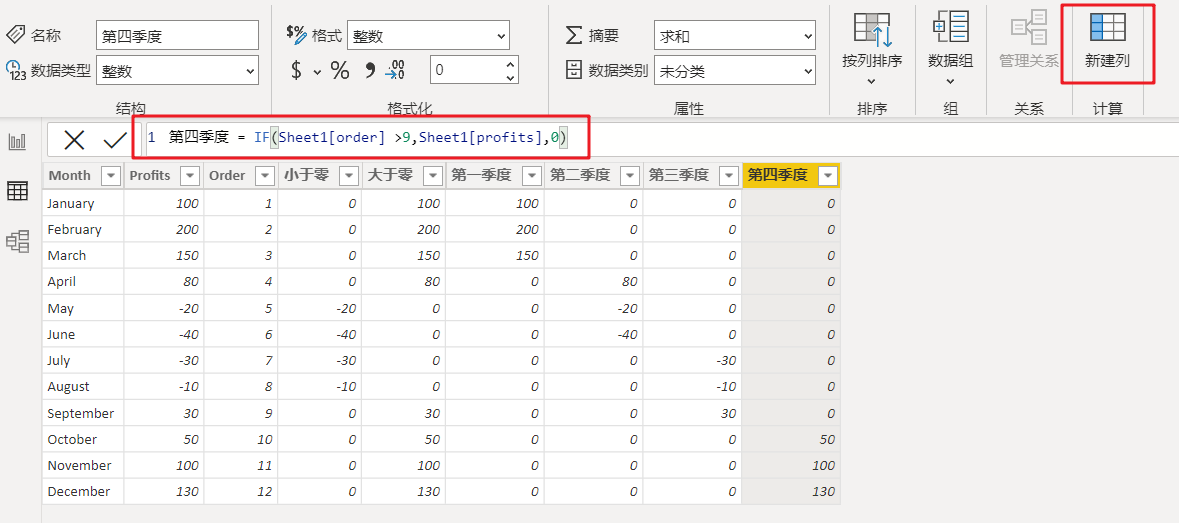 名称 第四季度 $% 格式 整数 Σ 摘要 求和
123 数据类型 整数 $ % , .00 0 数据类别 未分类 按列排序 数据组 管理关系 新建列
结构 格式化 属性 排序 组 关系 计算
1 第四季度 = IF(Sheet1[order] >9,Sheet1[profits],0)
Month Profits Order 小于零 大于零 第一季度 第二季度 第三季度 第四季度
January 100 1 0 100 100 0 0 0
February 200 2 0 200 200 0 0 0
March 150 3 0 150 150 0 0 0
April 80 4 0 80 0 80 0 0
May -20 5 -20 0 0 -20 0 0
June -40 6 -40 0 0 -40 0 0
July -30 7 -30 0 0 0 -30 0
August -10 8 -10 0 0 0 -10 0
September 30 9 0 30 0 0 30 0
October 50 10 0 50 0 0 0 50
November 100 11 0 100 0 0 0 100
December 130 12 0 130 0 0 0 130